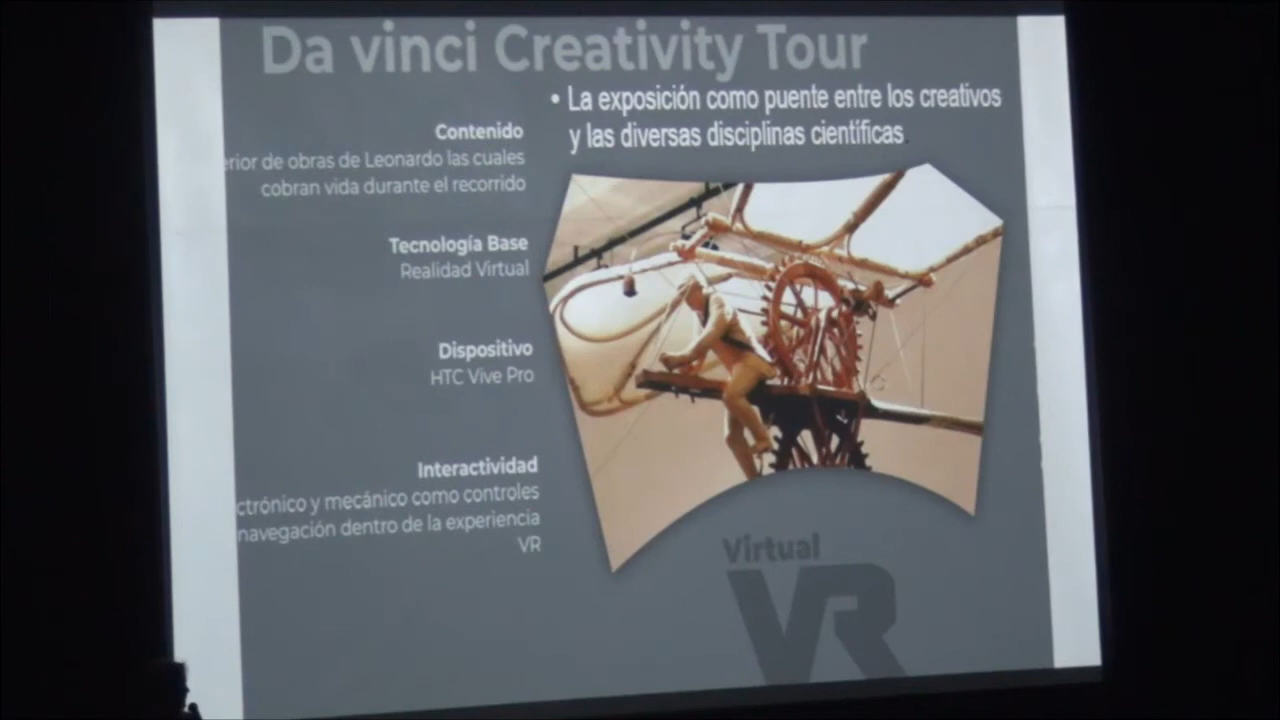 Da vinci Creativity Tour
• La exposición como puente entre los creativos
y las diversas disciplinas científicas
Contenido
de obras de Leonardo las cuales
cobran vida durante el recorrido
Tecnología Base
Realidad Virtual
Dispositivo
HTC Vive Pro
Interactividad
y mecánico como controles
navegación dentro de la experiencia
VR
Virtual
VR